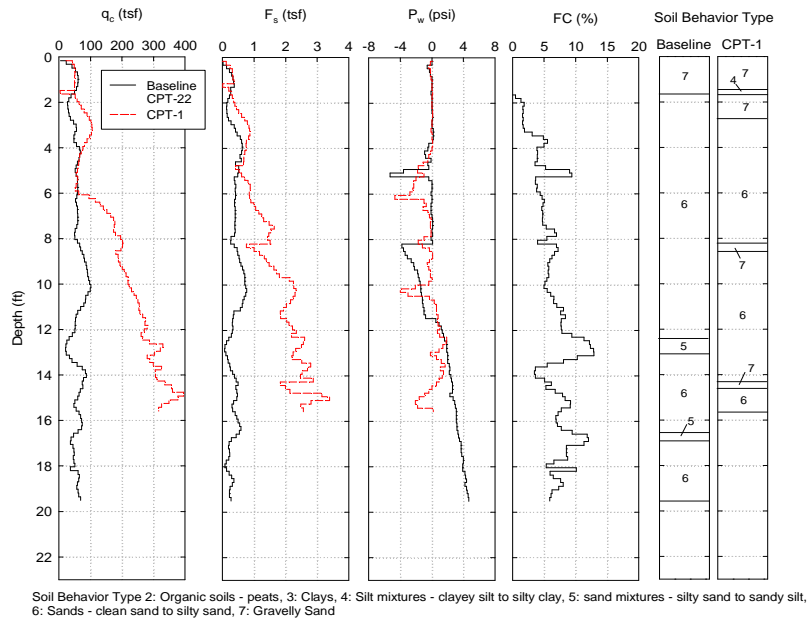 q_c (tsf) F_s (tsf) P_w (psi) FC (%) Soil Behavior Type
Baseline CPT-1
0 100 200 300 400 0 1 2 3 4 -8 -4 0 4 8 0 5 10 15 20
Baseline
CPT-22
CPT-1
Depth (ft)
0
2
4
6
8
10
12
14
16
18
20
22
7
6
5
6
5
6
7
4
7
6
7
6
7
6
Soil Behavior Type 2: Organic soils - peats, 3: Clays, 4: Silt mixtures - clayey silt to silty clay, 5: sand mixtures - silty sand to sandy silt,
6: Sands - clean sand to silty sand, 7: Gravelly Sand